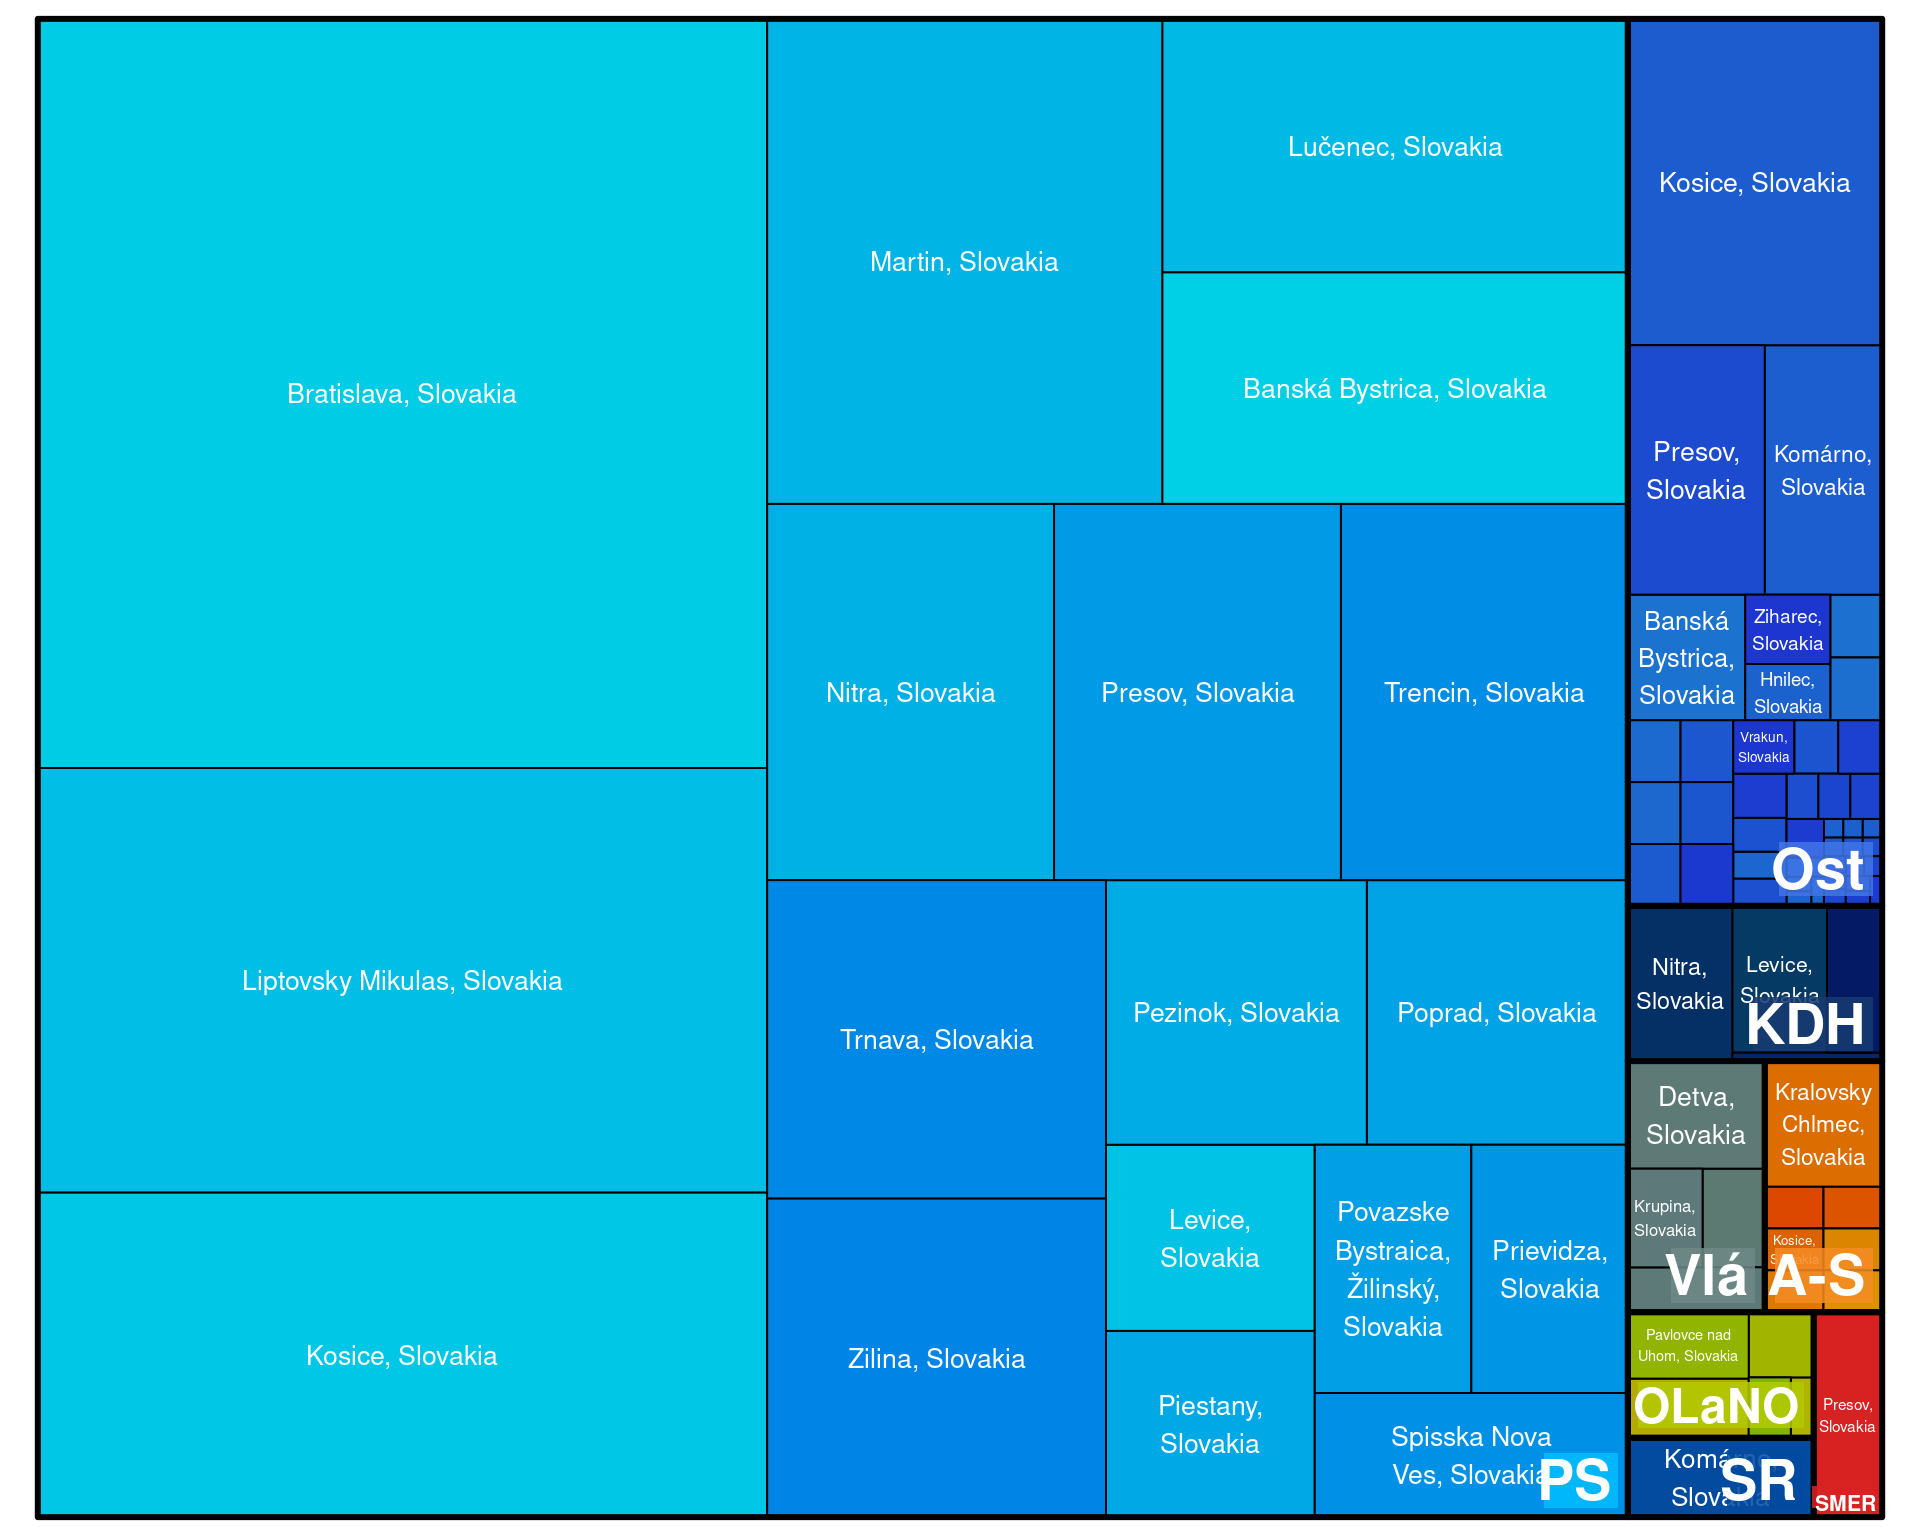 Bratislava, Slovakia
Liptovsky Mikulas, Slovakia
Kosice, Slovakia
Martin, Slovakia
Lučenec, Slovakia
Banská Bystrica, Slovakia
Nitra, Slovakia
Presov, Slovakia
Trencin, Slovakia
Trnava, Slovakia
Zilina, Slovakia
Pezinok, Slovakia
Poprad, Slovakia
Levice,
Slovakia
Piestany,
Slovakia
Povazske
Bystraica,
Žilinský,
Slovakia
Prievidza,
Slovakia
Spisska Nova
Ves, Slovakia
PS
Kosice, Slovakia
Presov,
Slovakia
Komárno,
Slovakia
Banská
Bystrica,
Slovakia
Ziharec,
Slovakia
Hnilec,
Slovakia
Vrakun,
Slovakia
Ost
Nitra,
Slovakia
Levice,
Slovakia
KDH
Detva,
Slovakia
Krupina,
Slovakia
Vlá
Kralovsky
Chlmec,
Slovakia
Kosice,
Slovakia
A-S
Pavlovce nad
Uhom, Slovakia
OLaNO
Komárno,
Slovakia
SR
Presov,
Slovakia
SMER